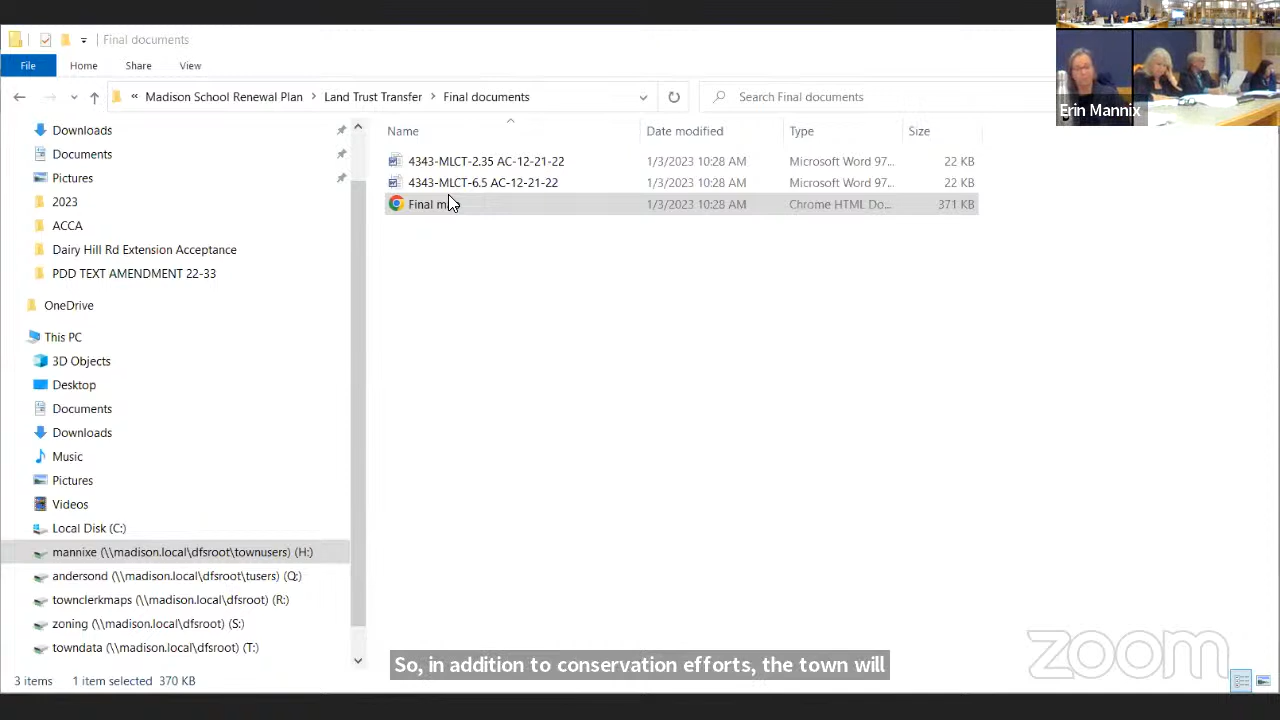 Final documents
File Home Share View
« Madison School Renewal Plan > Land Trust Transfer > Final documents
Search Final documents
Erin Mannix
Name Date modified Type Size
Downloads
Documents
Pictures
2023
ACCA
Dairy Hill Rd Extension Acceptance
PDD TEXT AMENDMENT 22-33
OneDrive
This PC
3D Objects
Desktop
Documents
Downloads
Music
Pictures
Videos
Local Disk (C:)
mannixe (\\madison.local\dfsroot\townusers) (H:)
andersond (\\madison.local\dfsroot\tusers) (Q:)
townclerkmaps (\\madison.local\dfsroot) (R:)
zoning (\\madison.local\dfsroot) (S:)
towndata (\\madison.local\dfsroot) (T:)
4343-MLCT-2.35 AC-12-21-22 1/3/2023 10:28 AM Microsoft Word 97... 22 KB
4343-MLCT-6.5 AC-12-21-22 1/3/2023 10:28 AM Microsoft Word 97... 22 KB
Final 1/3/2023 10:28 AM Chrome HTML Do... 371 KB
So, in addition to conservation efforts, the town will
zoom
3 items 1 item selected 370 KB